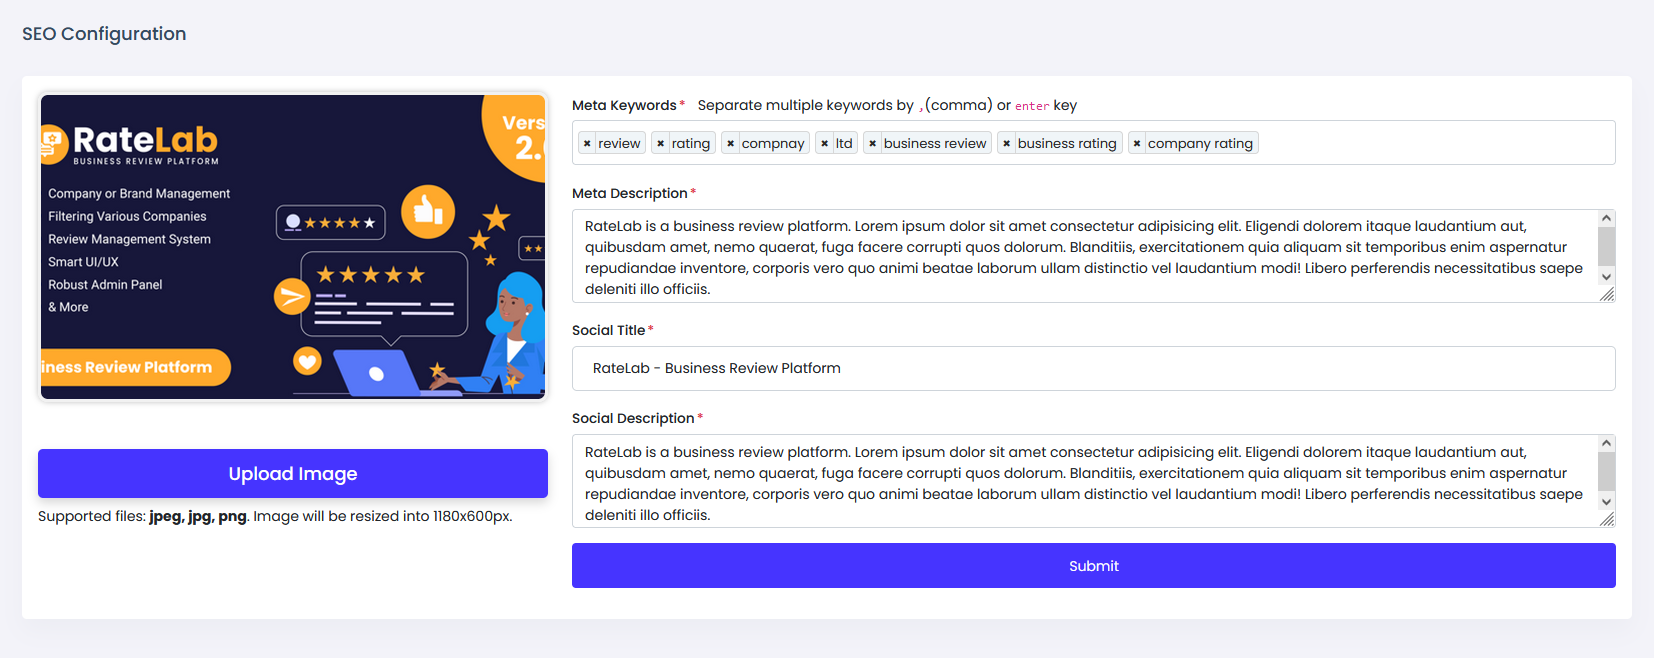 SEO Configuration
RateLab
BUSINESS REVIEW PLATFORM
Vers
2.
Company or Brand Management
Filtering Various Companies
Review Management System
Smart UI/UX
Robust Admin Panel
& More
iness Review Platform
Upload Image
Supported files: jpeg, jpg, png. Image will be resized into 1180x600px.
Meta Keywords* Separate multiple keywords by ,(comma) or enter key
× review × rating × compnay × ltd × business review × business rating × company rating
Meta Description*
RateLab is a business review platform. Lorem ipsum dolor sit amet consectetur adipisicing elit. Eligendi dolorem itaque laudantium aut,
quibusdam amet, nemo quaerat, fuga facere corrupti quos dolorum. Blanditiis, exercitationem quia aliquam sit temporibus enim aspernatur
repudiandae inventore, corporis vero quo animi beatae laborum ullam distinctio vel laudantium modi! Libero perferendis necessitatibus saepe
deleniti illo officiis.
Social Title*
RateLab - Business Review Platform
Social Description*
RateLab is a business review platform. Lorem ipsum dolor sit amet consectetur adipisicing elit. Eligendi dolorem itaque laudantium aut,
quibusdam amet, nemo quaerat, fuga facere corrupti quos dolorum. Blanditiis, exercitationem quia aliquam sit temporibus enim aspernatur
repudiandae inventore, corporis vero quo animi beatae laborum ullam distinctio vel laudantium modi! Libero perferendis necessitatibus saepe
deleniti illo officiis.
Submit